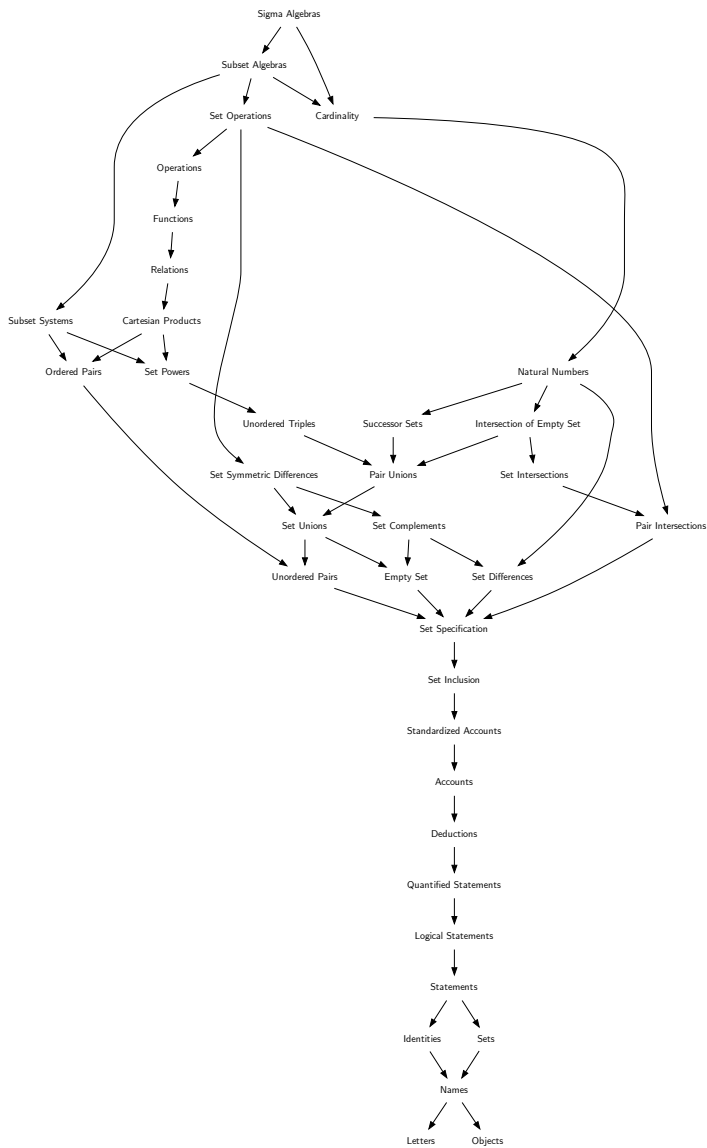 Sigma Algebras
Subset Algebras
Set Operations
Cardinality
Operations
Functions
Relations
Subset Systems
Cartesian Products
Ordered Pairs
Set Powers
Natural Numbers
Unordered Triples
Successor Sets
Intersection of Empty Set
Set Symmetric Differences
Pair Unions
Set Intersections
Set Unions
Set Complements
Pair Intersections
Unordered Pairs
Empty Set
Set Differences
Set Specification
Set Inclusion
Standardized Accounts
Accounts
Deductions
Quantified Statements
Logical Statements
Statements
Identities
Sets
Names
Letters
Objects